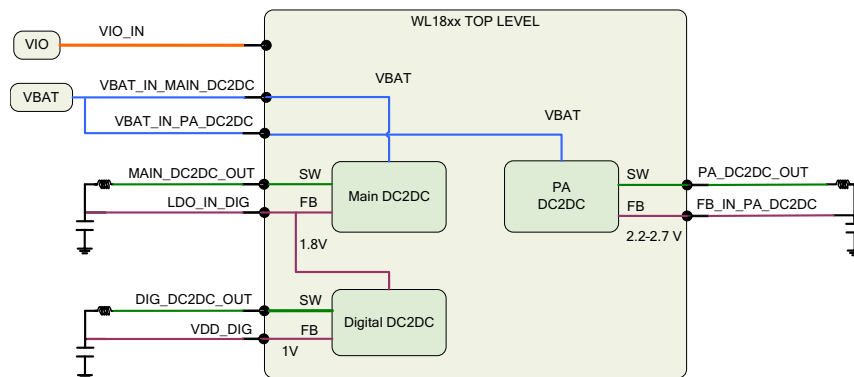 WL18xx TOP LEVEL
VIO
VIO_IN
VBAT
VBAT_IN_MAIN_DC2DC
VBAT
VBAT_IN_PA_DC2DC
VBAT
MAIN_DC2DC_OUT
SW
Main DC2DC
LDO_IN_DIG
FB
1.8V
PA
DC2DC
SW
PA_DC2DC_OUT
FB
FB_IN_PA_DC2DC
2.2-2.7 V
DIG_DC2DC_OUT
SW
Digital DC2DC
VDD_DIG
FB
1V